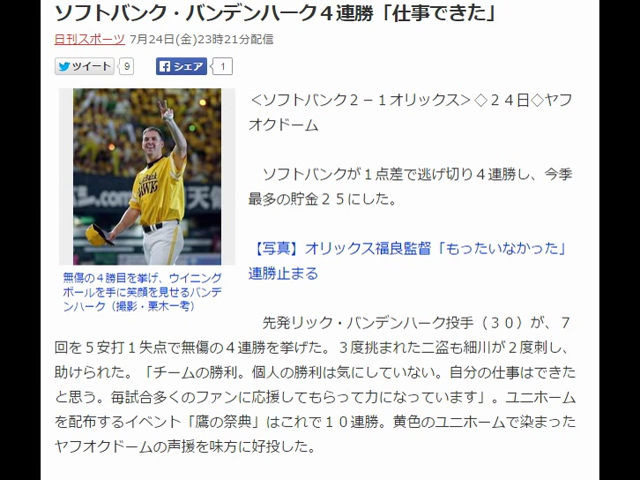 ソフトバンク・バンデンハーク４連勝「仕事できた」
日刊スポーツ 7月24日(金)23時21分配信
ツイート 9 シェア 1
＜ソフトバンク２－１オリックス＞◇２４日◇ヤフ
オクドーム
ソフトバンクが１点差で逃げ切り４連勝し、今季
最多の貯金２５にした。
【写真】オリックス福良監督「もったいなかった」
連勝止まる
無傷の４勝目を挙げ、ウイニング
ボールを手に笑顔を見せるバンデ
ンハーク（撮影・栗木一考）
先発リック・バンデンハーク投手（３０）が、７
回を５安打１失点で無傷の４連勝を挙げた。３度挑まれた二盗も細川が２度刺し、
助けられた。「チームの勝利。個人の勝利は気にしていない。自分の仕事はできた
と思う。毎試合多くのファンに応援してもらって力になっています」。ユニホーム
を配布するイベント「鷹の祭典」はこれで１０連勝。黄色のユニホームで染まった
ヤフオクドームの声援を味方に好投した。